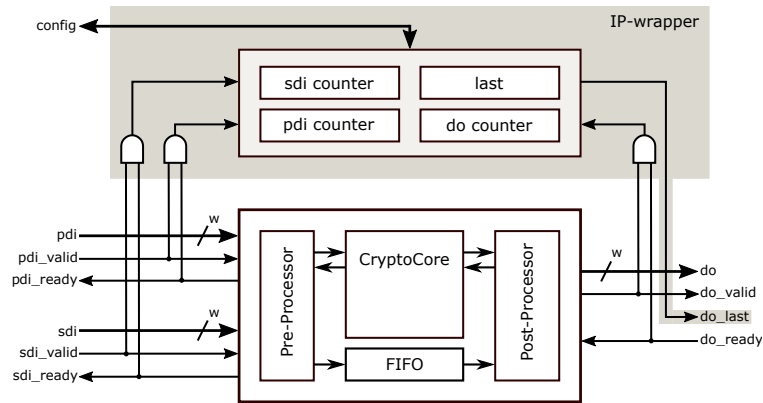 config
IP-wrapper
sdi counter
last
pdi counter
do counter
pdi
w
pdi_valid
pdi_ready
sdi
w
sdi_valid
sdi_ready
Pre-Processor
CryptoCore
FIFO
Post-Processor
w
do
do_valid
do_last
do_ready